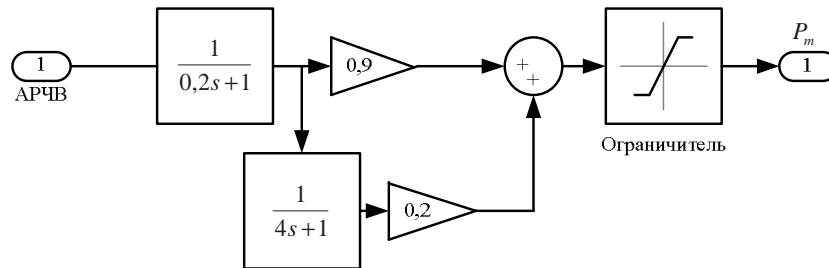 1
АРЧВ
1
0,2s+1
0,9
+
+
Ограничитель
P_m
1
1
4s+1
0,2